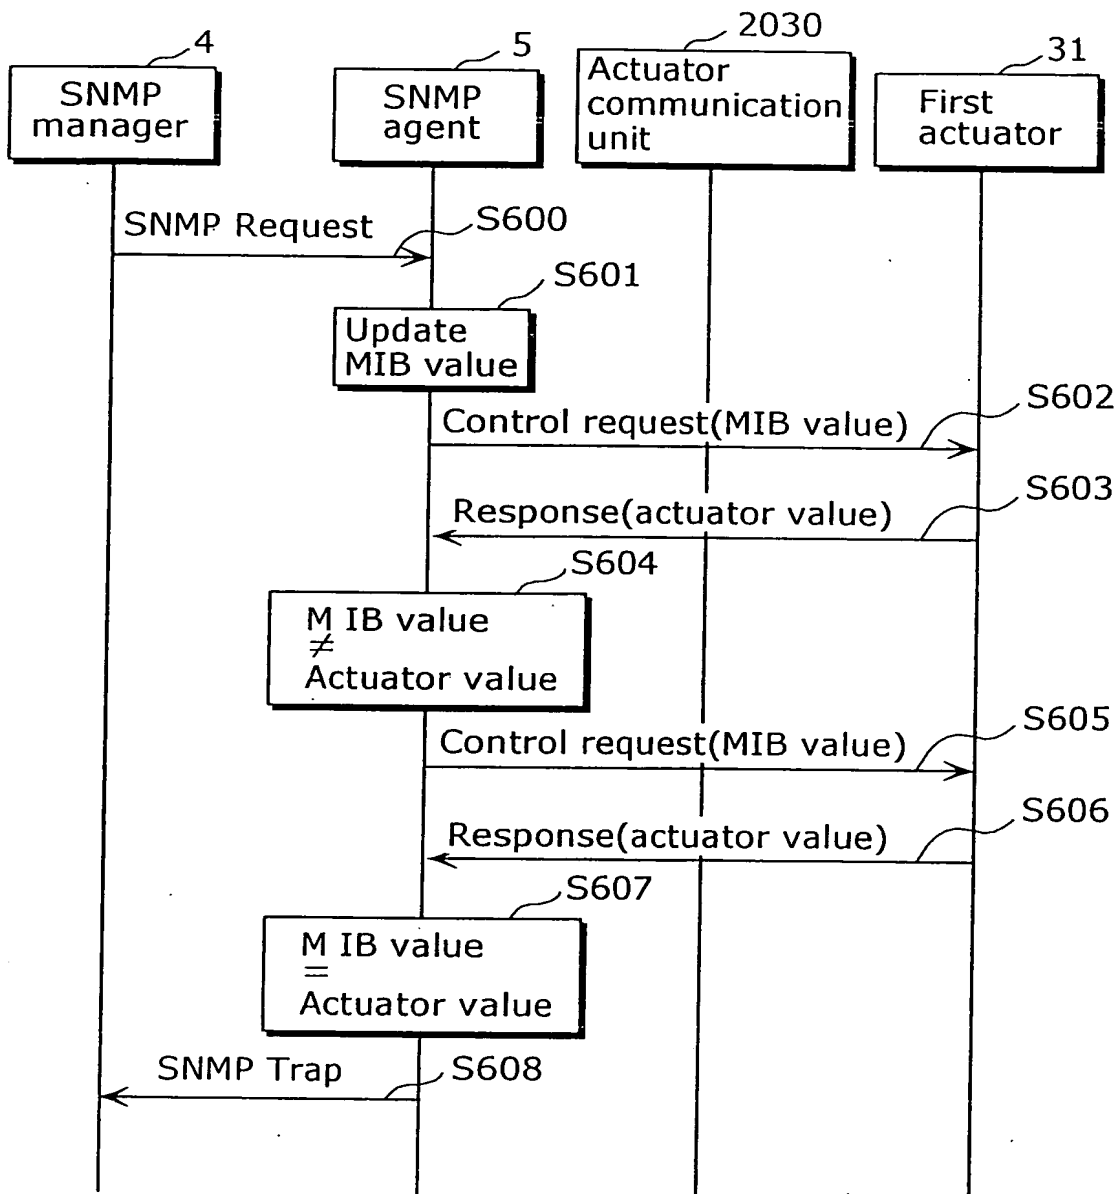 4
5
2030
31
SNMP
manager
SNMP
agent
Actuator
communication
unit
First
actuator
SNMP Request
S600
S601
Update
MIB value
Control request(MIB value)
S602
Response(actuator value)
S603
S604
M IB value
≠
Actuator value
Control request(MIB value)
S605
Response(actuator value)
S606
S607
M IB value
=
Actuator value
SNMP Trap
S608